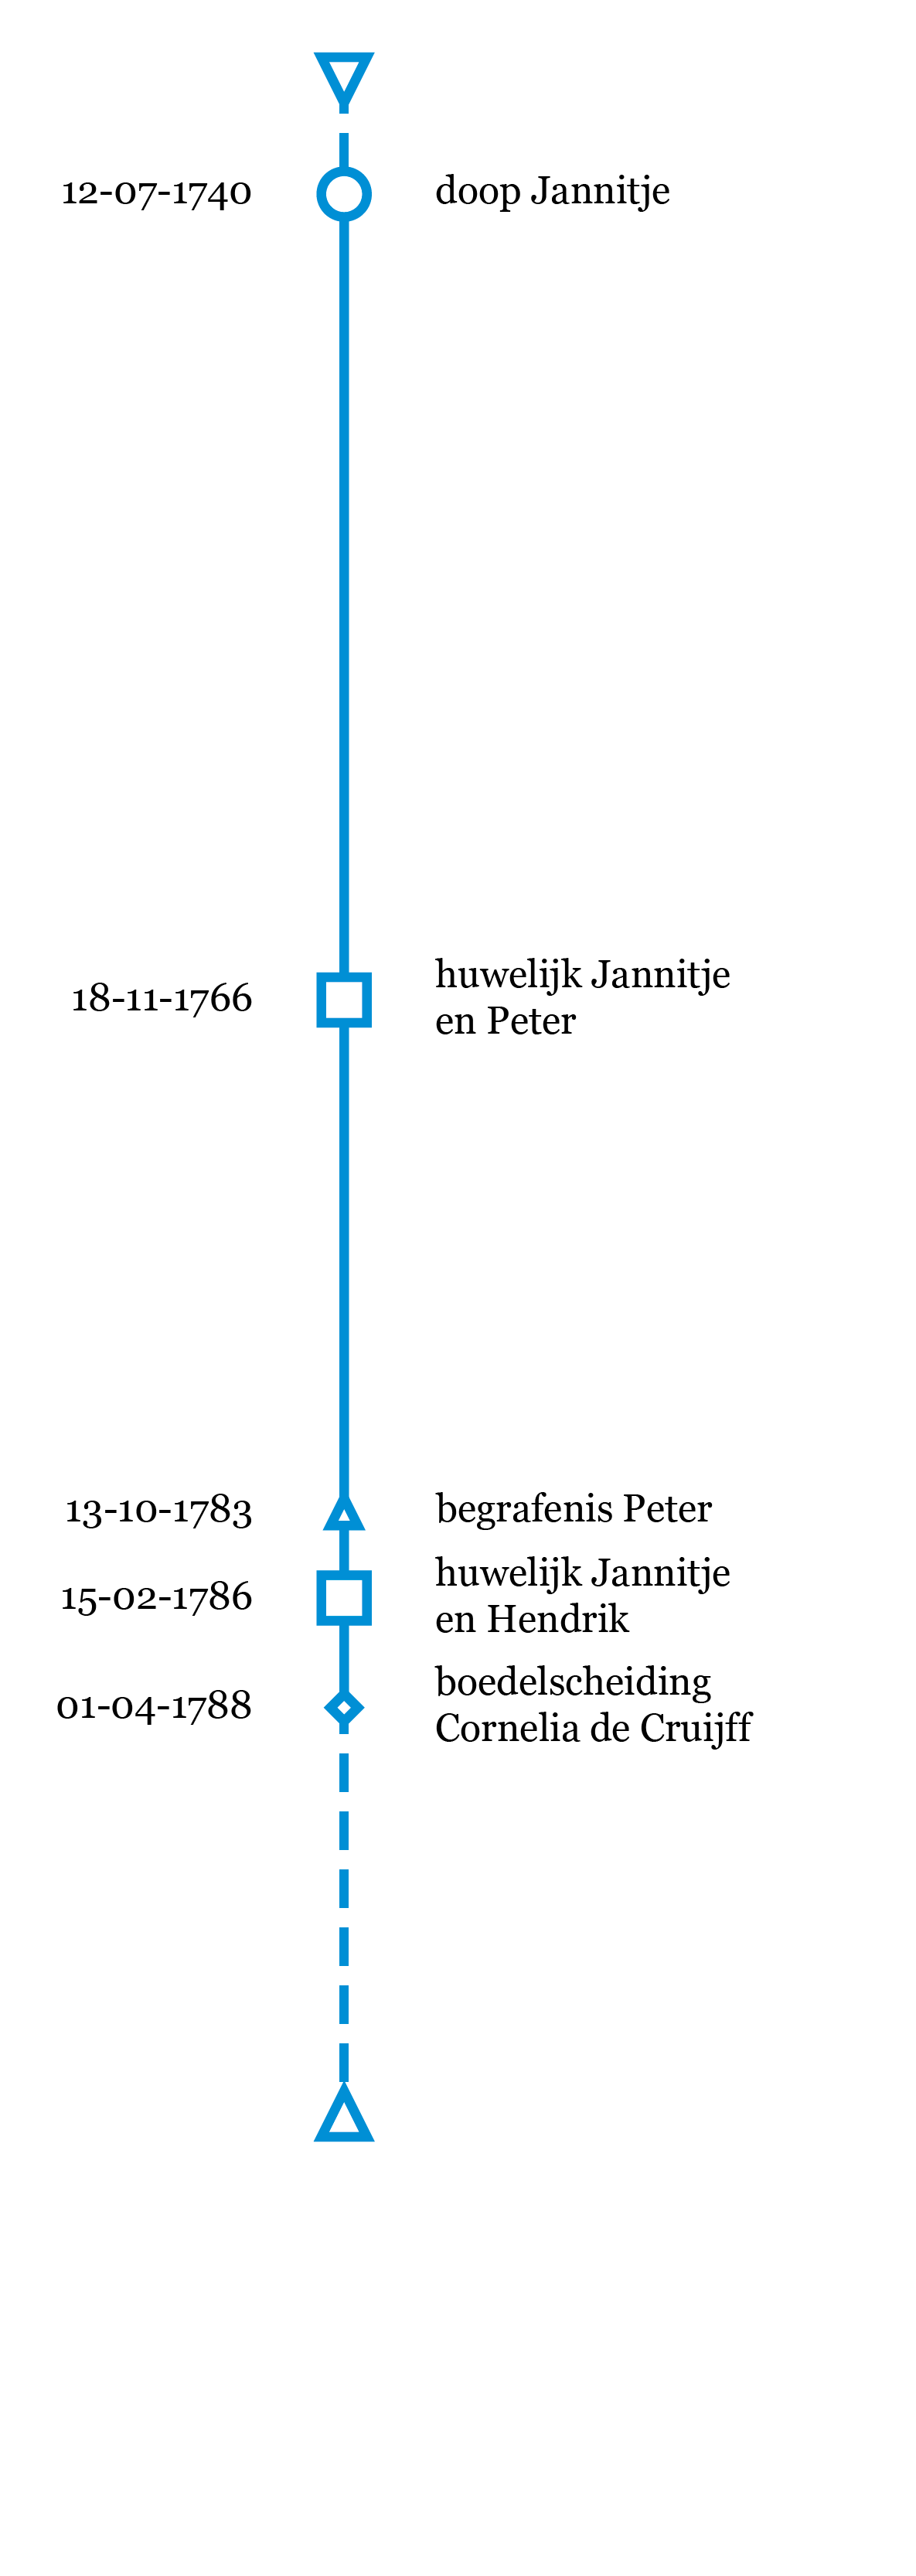 12-07-1740 doop Jannitje
18-11-1766 huwelijk Jannitje
en Peter
13-10-1783 begrafenis Peter
15-02-1786 huwelijk Jannitje
en Hendrik
01-04-1788 boedelscheiding
Cornelia de Cruijff